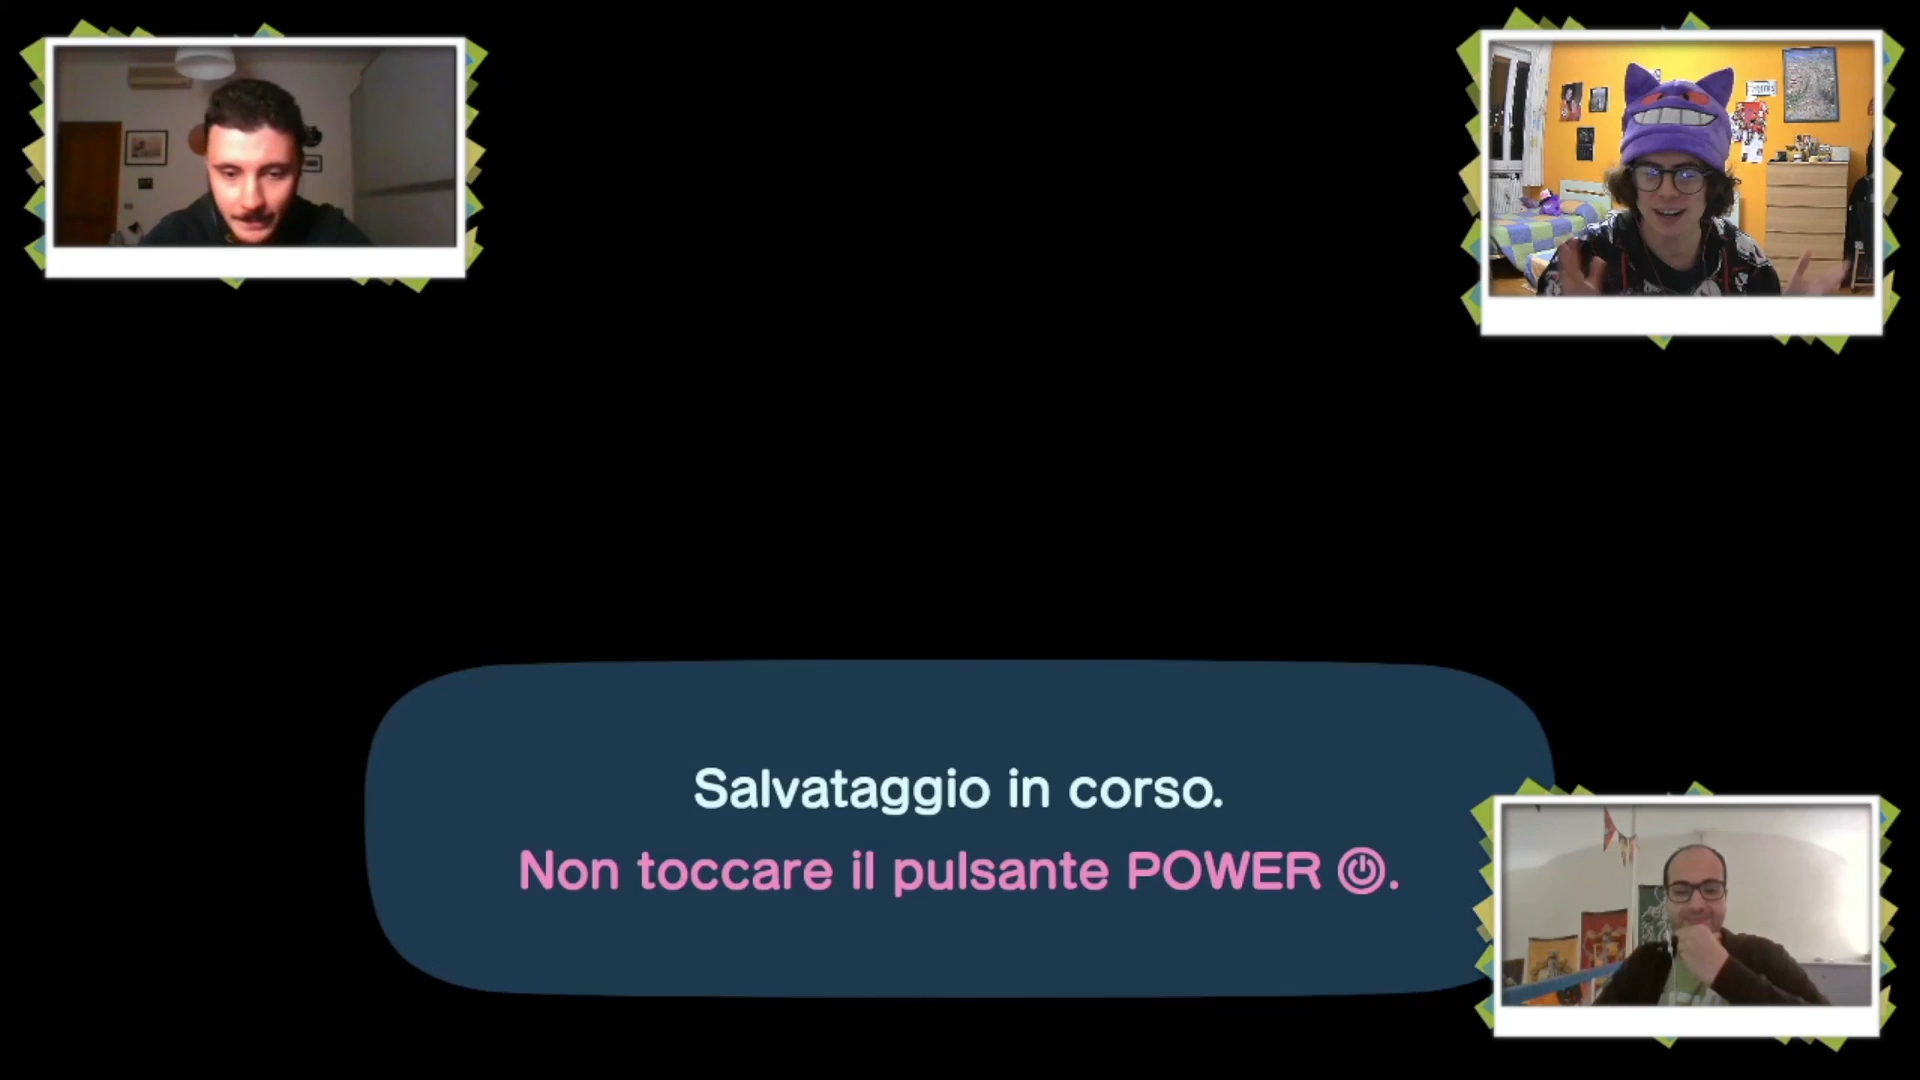 Salvataggio in corso.
Non toccare il pulsante POWER ⏻.